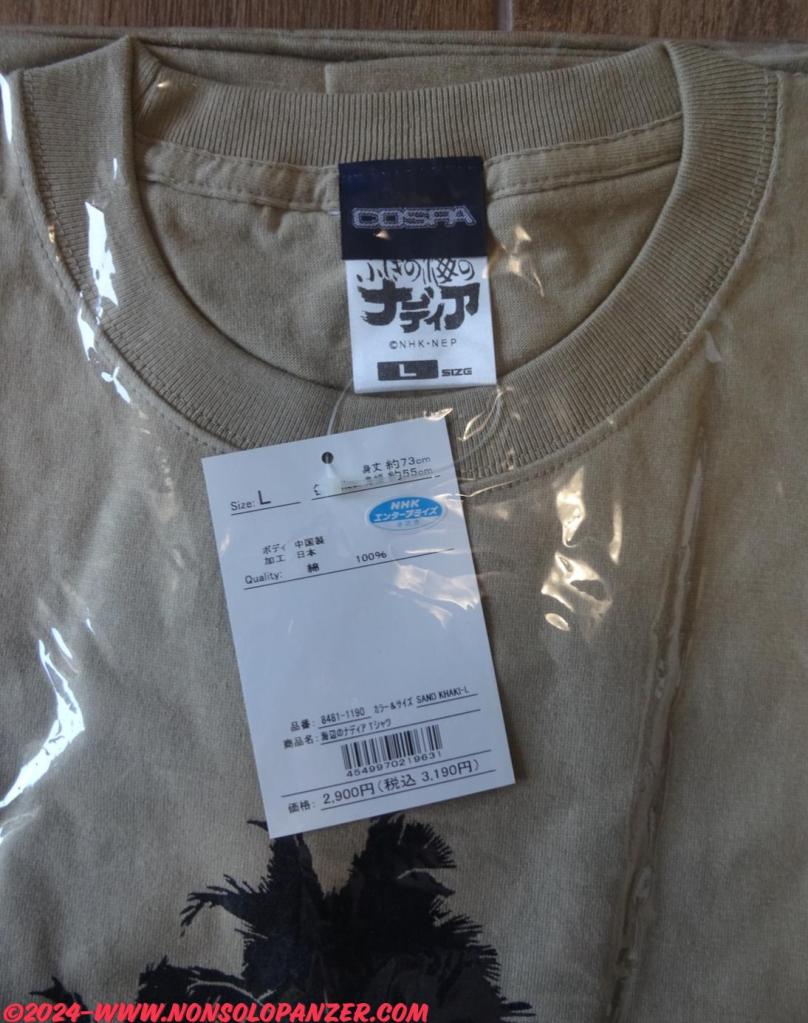 COSPA
ふしぎの海の
ナディア
©NHK・NEP
L SIZE
身丈 約73cm
約55cm
Size: L
NHK
エンタープライズ
ボディ 中国製
加工 日本
Quality: 綿 100%
品番: 8481-1190 カラー&サイズ SAND KHAKI-L
商品名: 海辺のナディア Tシャツ
4549970219631
価格: 2,900円(税込 3,190円)
©2024-WWW.NONSOLOPANZER.COM